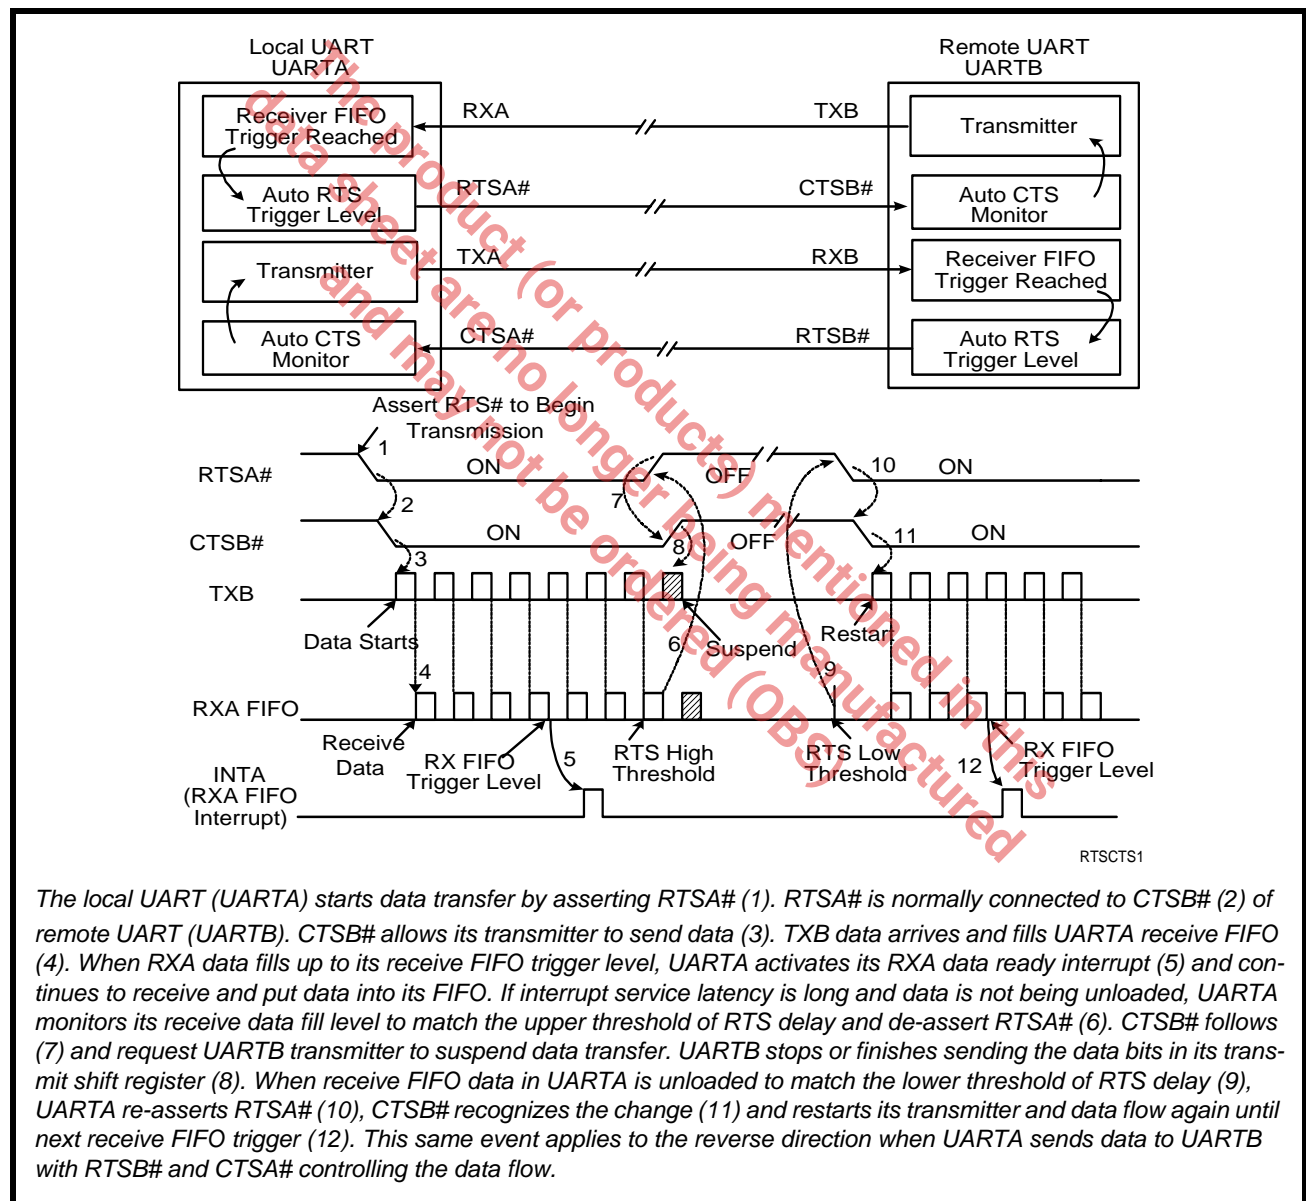 Local UART
UARTA
Remote UART
UARTB
Receiver FIFO
Trigger Reached
RXA
TXB
Transmitter
Auto RTS
Trigger Level
RTSA#
CTSB#
Auto CTS
Monitor
Transmitter
TXA
RXB
Receiver FIFO
Trigger Reached
Auto CTS
Monitor
CTSA#
RTSB#
Auto RTS
Trigger Level
Assert RTS# to Begin
Transmission
RTSA#
1
ON
OFF
10
ON
2
7
CTSB#
ON
8
OFF
11
ON
3
TXB
Data Starts
6
Suspend
Restart
4
9
RXA FIFO
Receive
Data
RX FIFO
Trigger Level
5
RTS High
Threshold
RTS Low
Threshold
12
RX FIFO
Trigger Level
INTA
(RXA FIFO
Interrupt)
RTSCTS1
The product (or products) mentioned in this
data sheet are no longer being manufactured
and may not be ordered (OBS)
The local UART (UARTA) starts data transfer by asserting RTSA# (1). RTSA# is normally connected to CTSB# (2) of
remote UART (UARTB). CTSB# allows its transmitter to send data (3). TXB data arrives and fills UARTA receive FIFO
(4). When RXA data fills up to its receive FIFO trigger level, UARTA activates its RXA data ready interrupt (5) and con-
tinues to receive and put data into its FIFO. If interrupt service latency is long and data is not being unloaded, UARTA
monitors its receive data fill level to match the upper threshold of RTS delay and de-assert RTSA# (6). CTSB# follows
(7) and request UARTB transmitter to suspend data transfer. UARTB stops or finishes sending the data bits in its trans-
mit shift register (8). When receive FIFO data in UARTA is unloaded to match the lower threshold of RTS delay (9),
UARTA re-asserts RTSA# (10), CTSB# recognizes the change (11) and restarts its transmitter and data flow again until
next receive FIFO trigger (12). This same event applies to the reverse direction when UARTA sends data to UARTB
with RTSB# and CTSA# controlling the data flow.